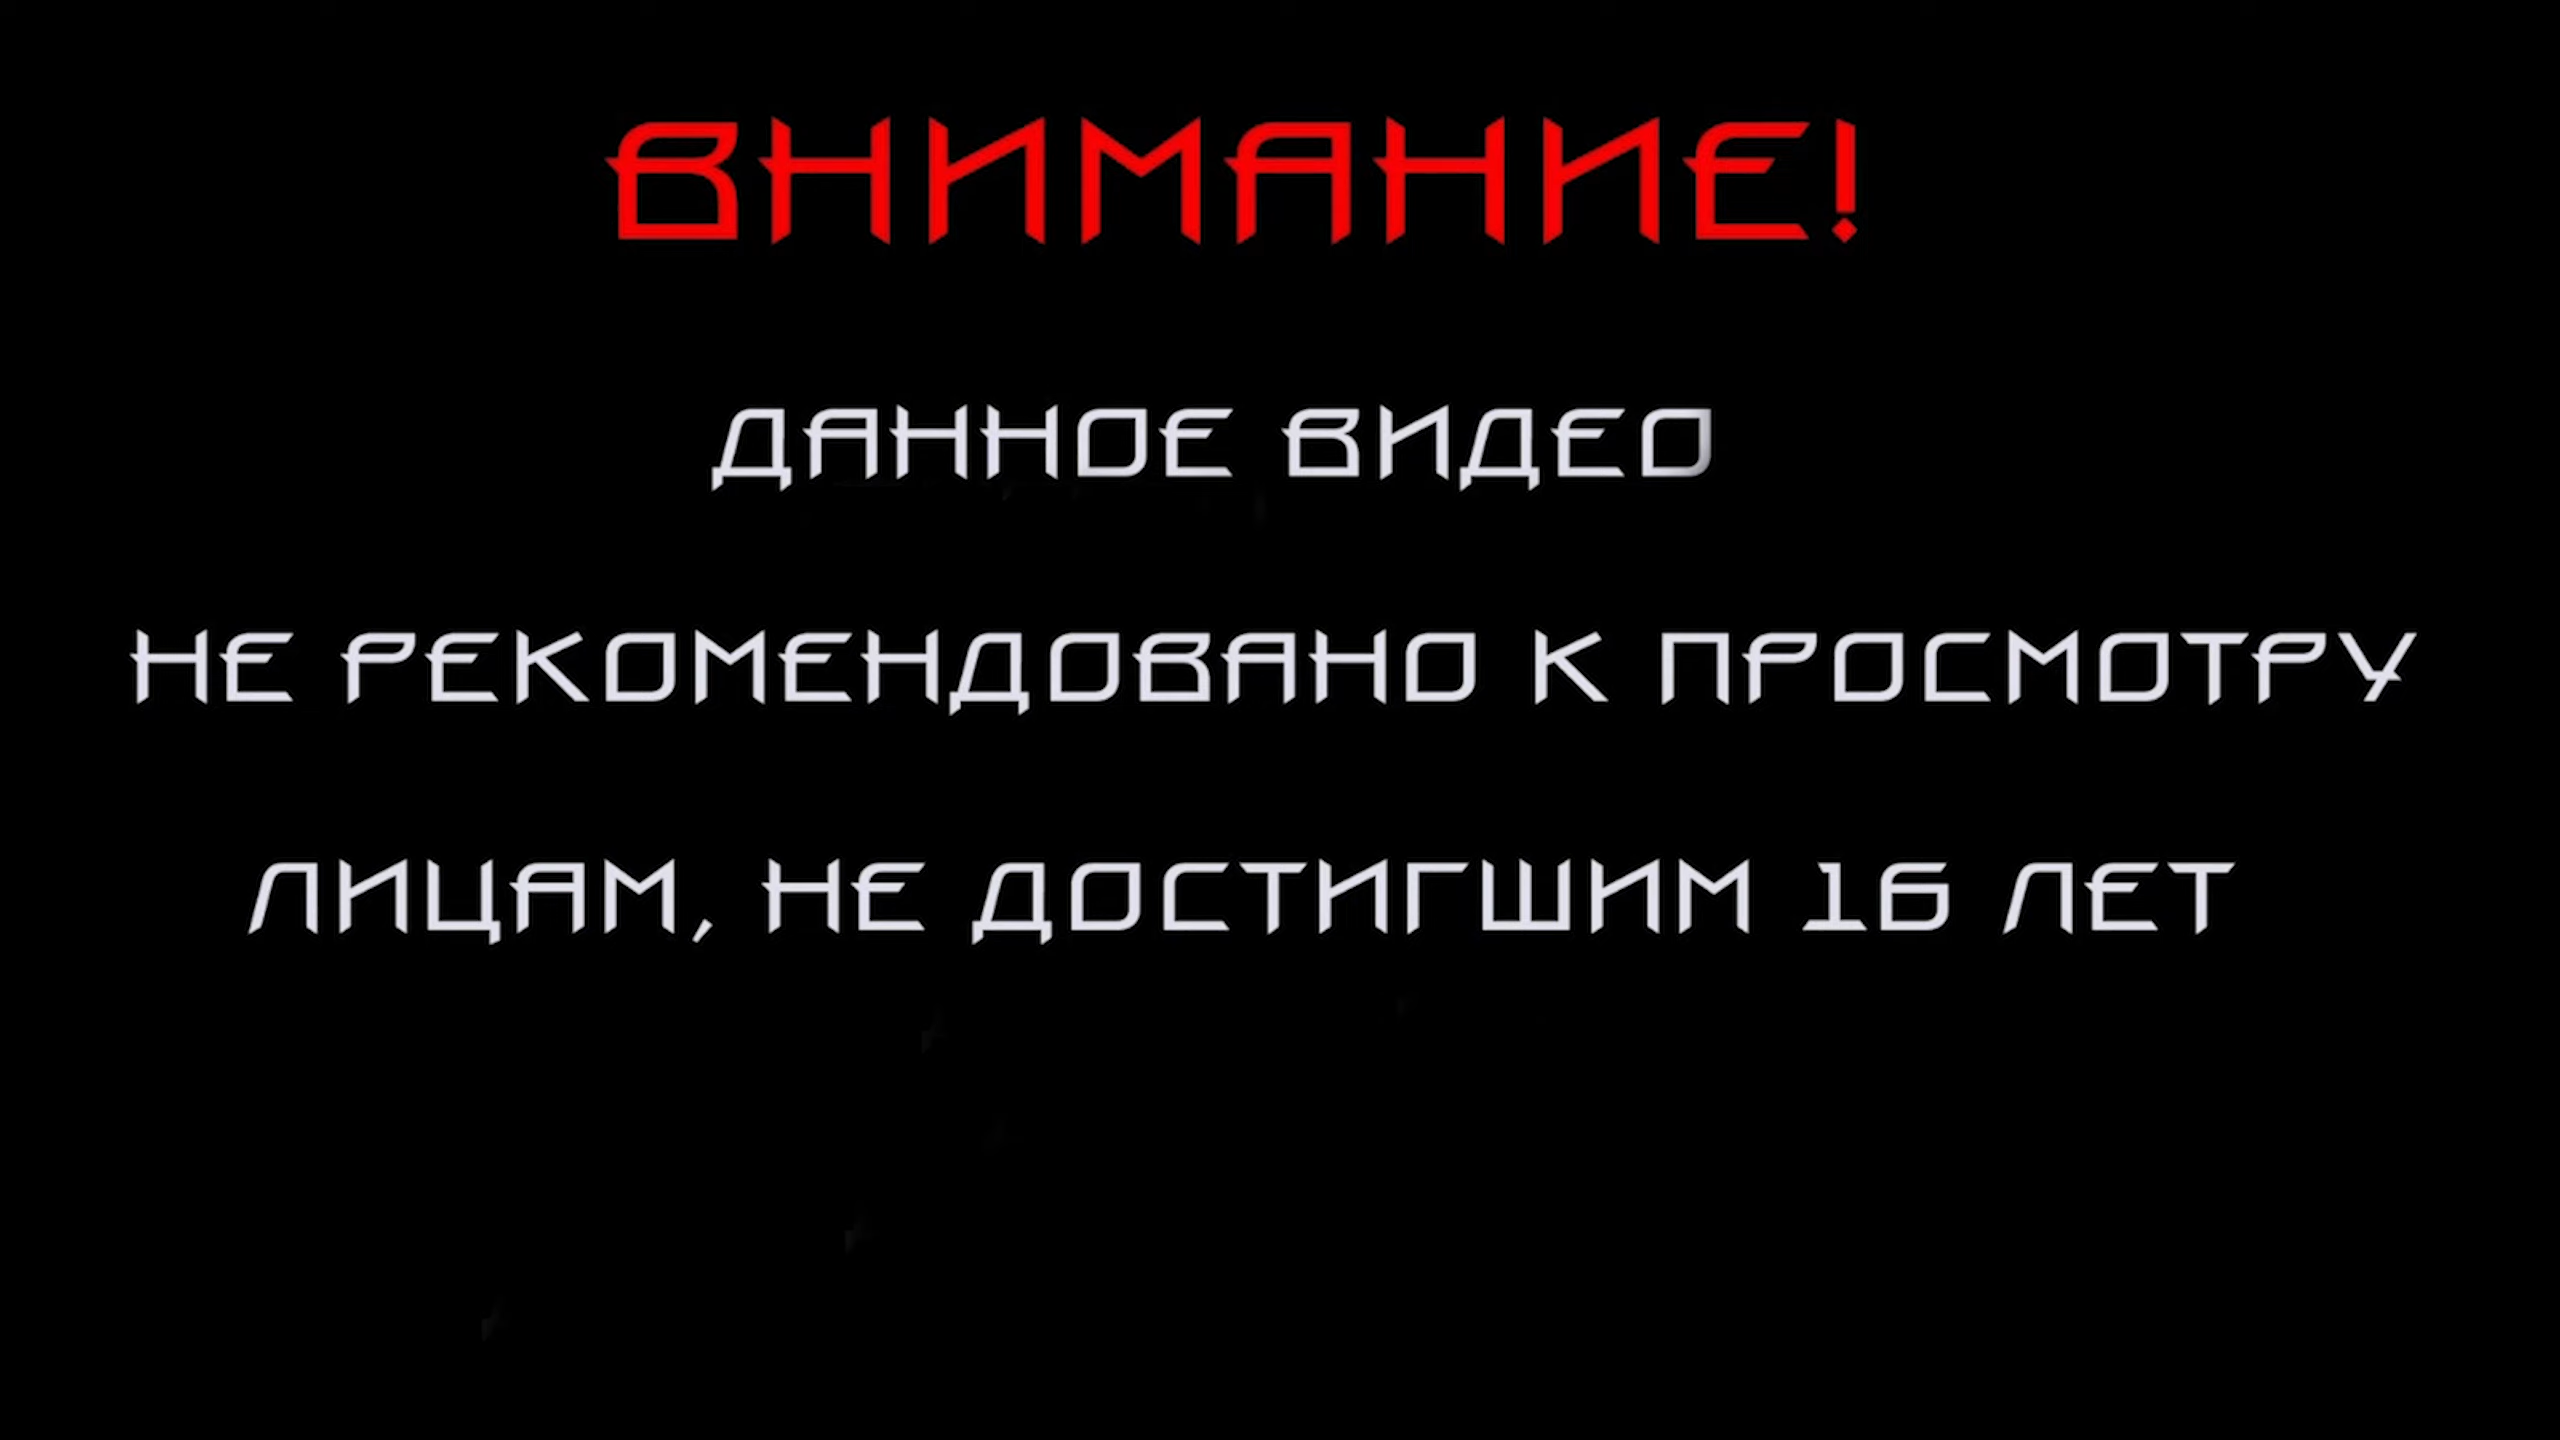 ВНИМАНИЕ!
ДАННОЕ ВИДЕО
НЕ РЕКОМЕНДОВАНО К ПРОСМОТРУ
ЛИЦАМ, НЕ ДОСТИГШИМ 16 ЛЕТ